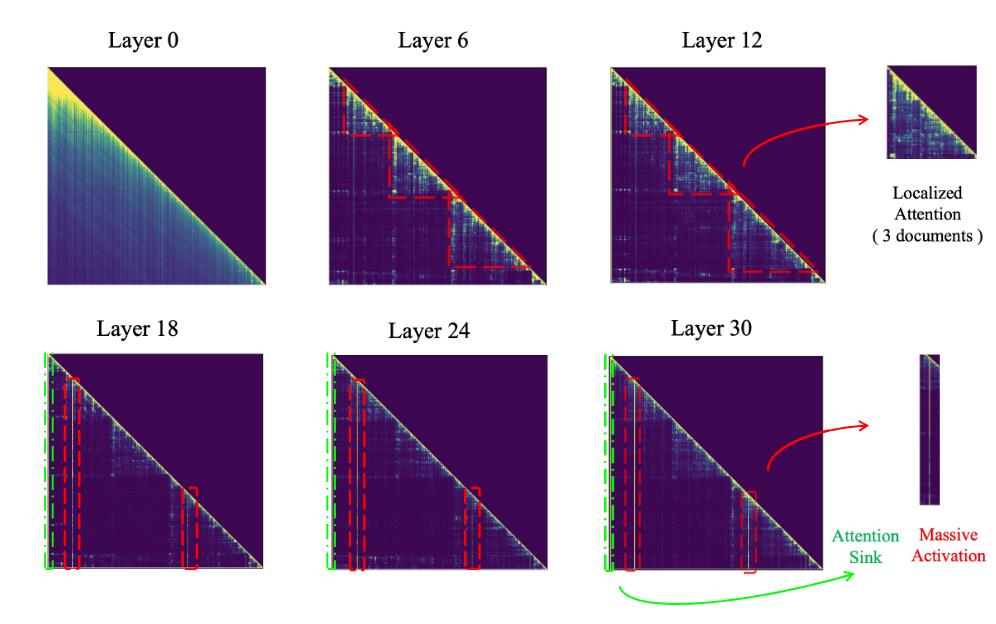 Layer 0
Layer 6
Layer 12
Localized
Attention
( 3 documents )
Layer 18
Layer 24
Layer 30
Attention
Sink
Massive
Activation